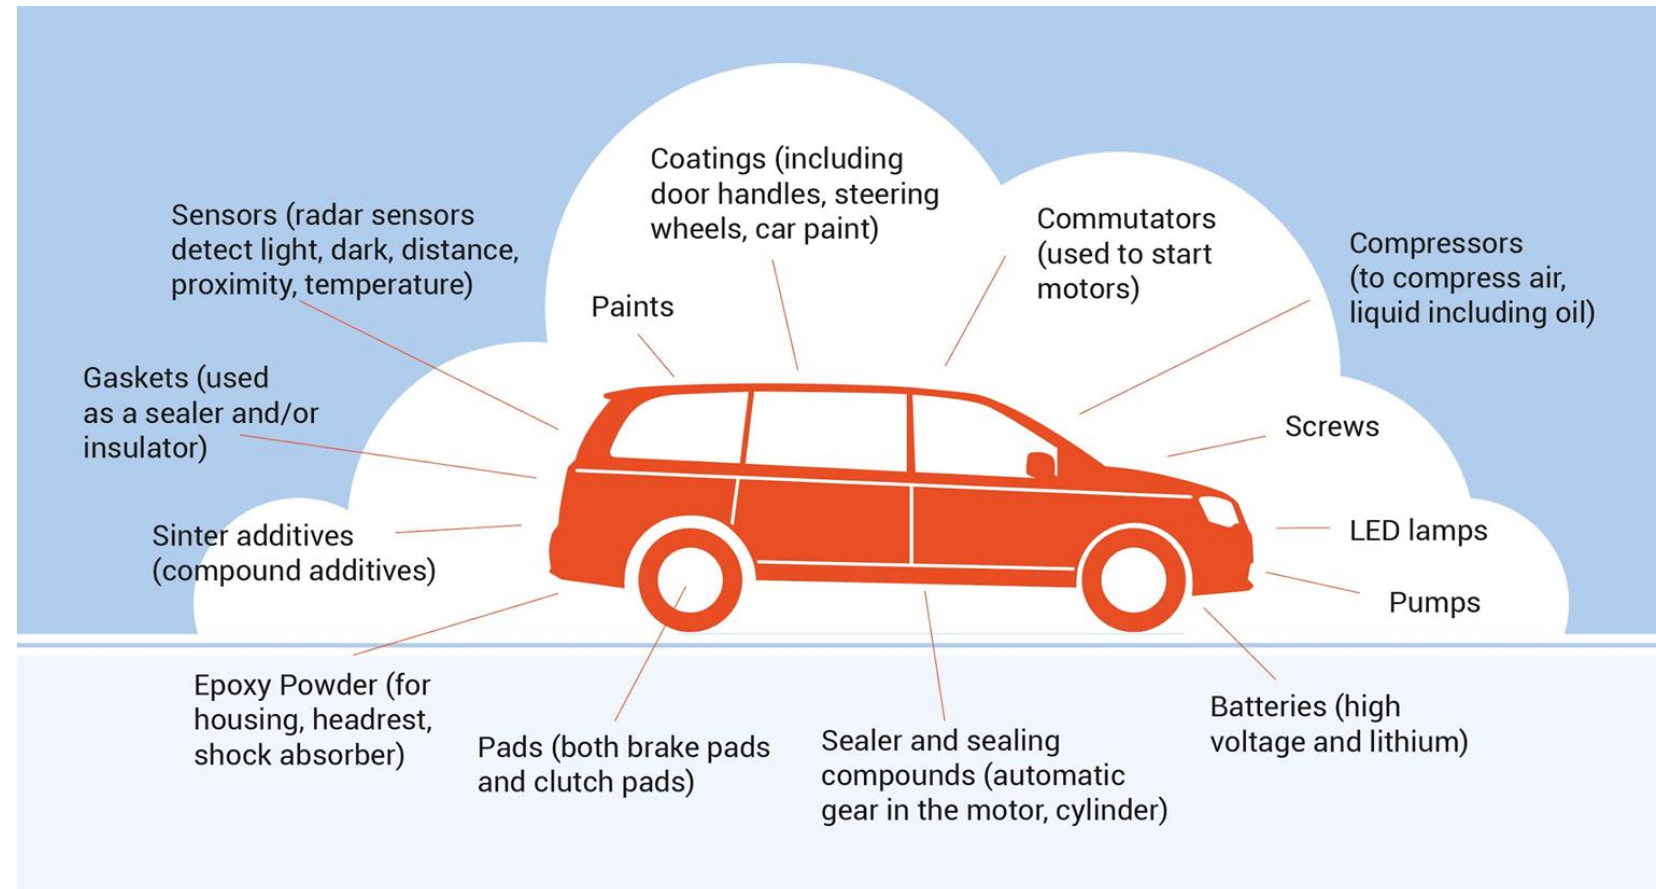 Coatings (including
door handles, steering
wheels, car paint)
Sensors (radar sensors
detect light, dark, distance,
proximity, temperature)
Commutators
(used to start
motors)
Compressors
(to compress air,
liquid including oil)
Paints
Gaskets (used
as a sealer and/or
insulator)
Screws
Sinter additives
(compound additives)
LED lamps
Pumps
Epoxy Powder (for
housing, headrest,
shock absorber)
Pads (both brake pads
and clutch pads)
Sealer and sealing
compounds (automatic
gear in the motor, cylinder)
Batteries (high
voltage and lithium)